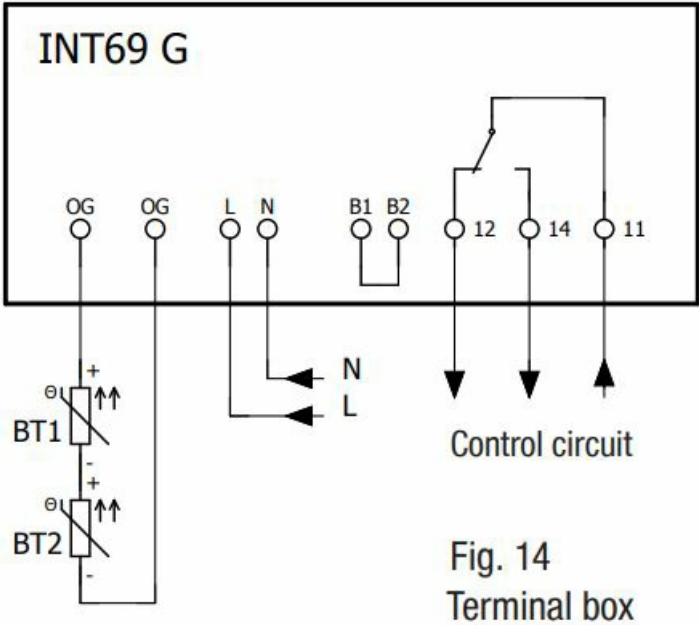 INT69 G
OG OG L N B1 B2 12 14 11
N
L
+
Θ
BT1
-
+
Θ
BT2
-
Control circuit
Fig. 14
Terminal box